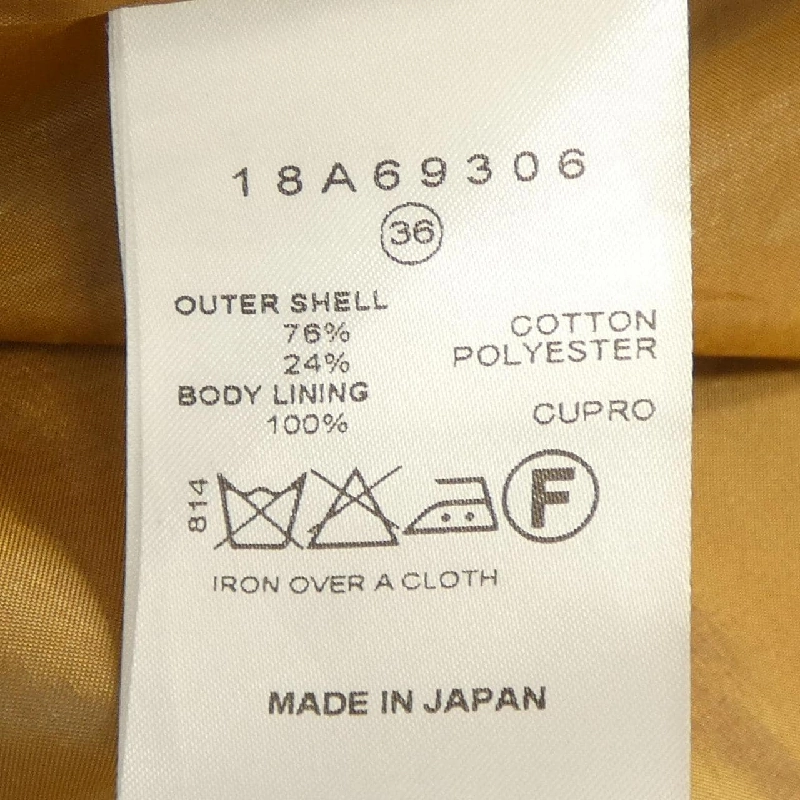 18A69306
36
OUTER SHELL
76% COTTON
24% POLYESTER
BODY LINING
100% CUPRO
814
F
IRON OVER A CLOTH
MADE IN JAPAN